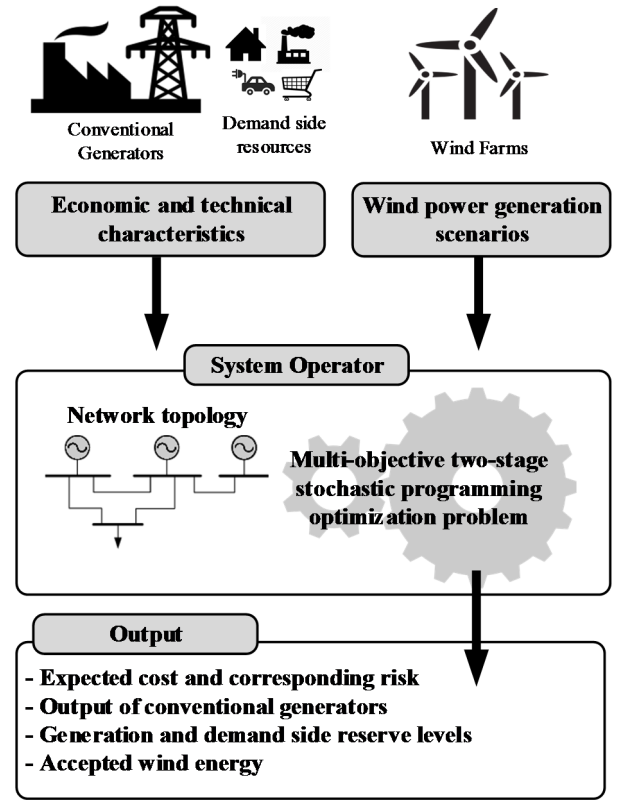 Conventional
Generators
Demand side
resources
Wind Farms
Economic and technical
characteristics
Wind power generation
scenarios
System Operator
Network topology
Multi-objective two-stage
stochastic programming
optimization problem
Output
- Expected cost and corresponding risk
- Output of conventional generators
- Generation and demand side reserve levels
- Accepted wind energy